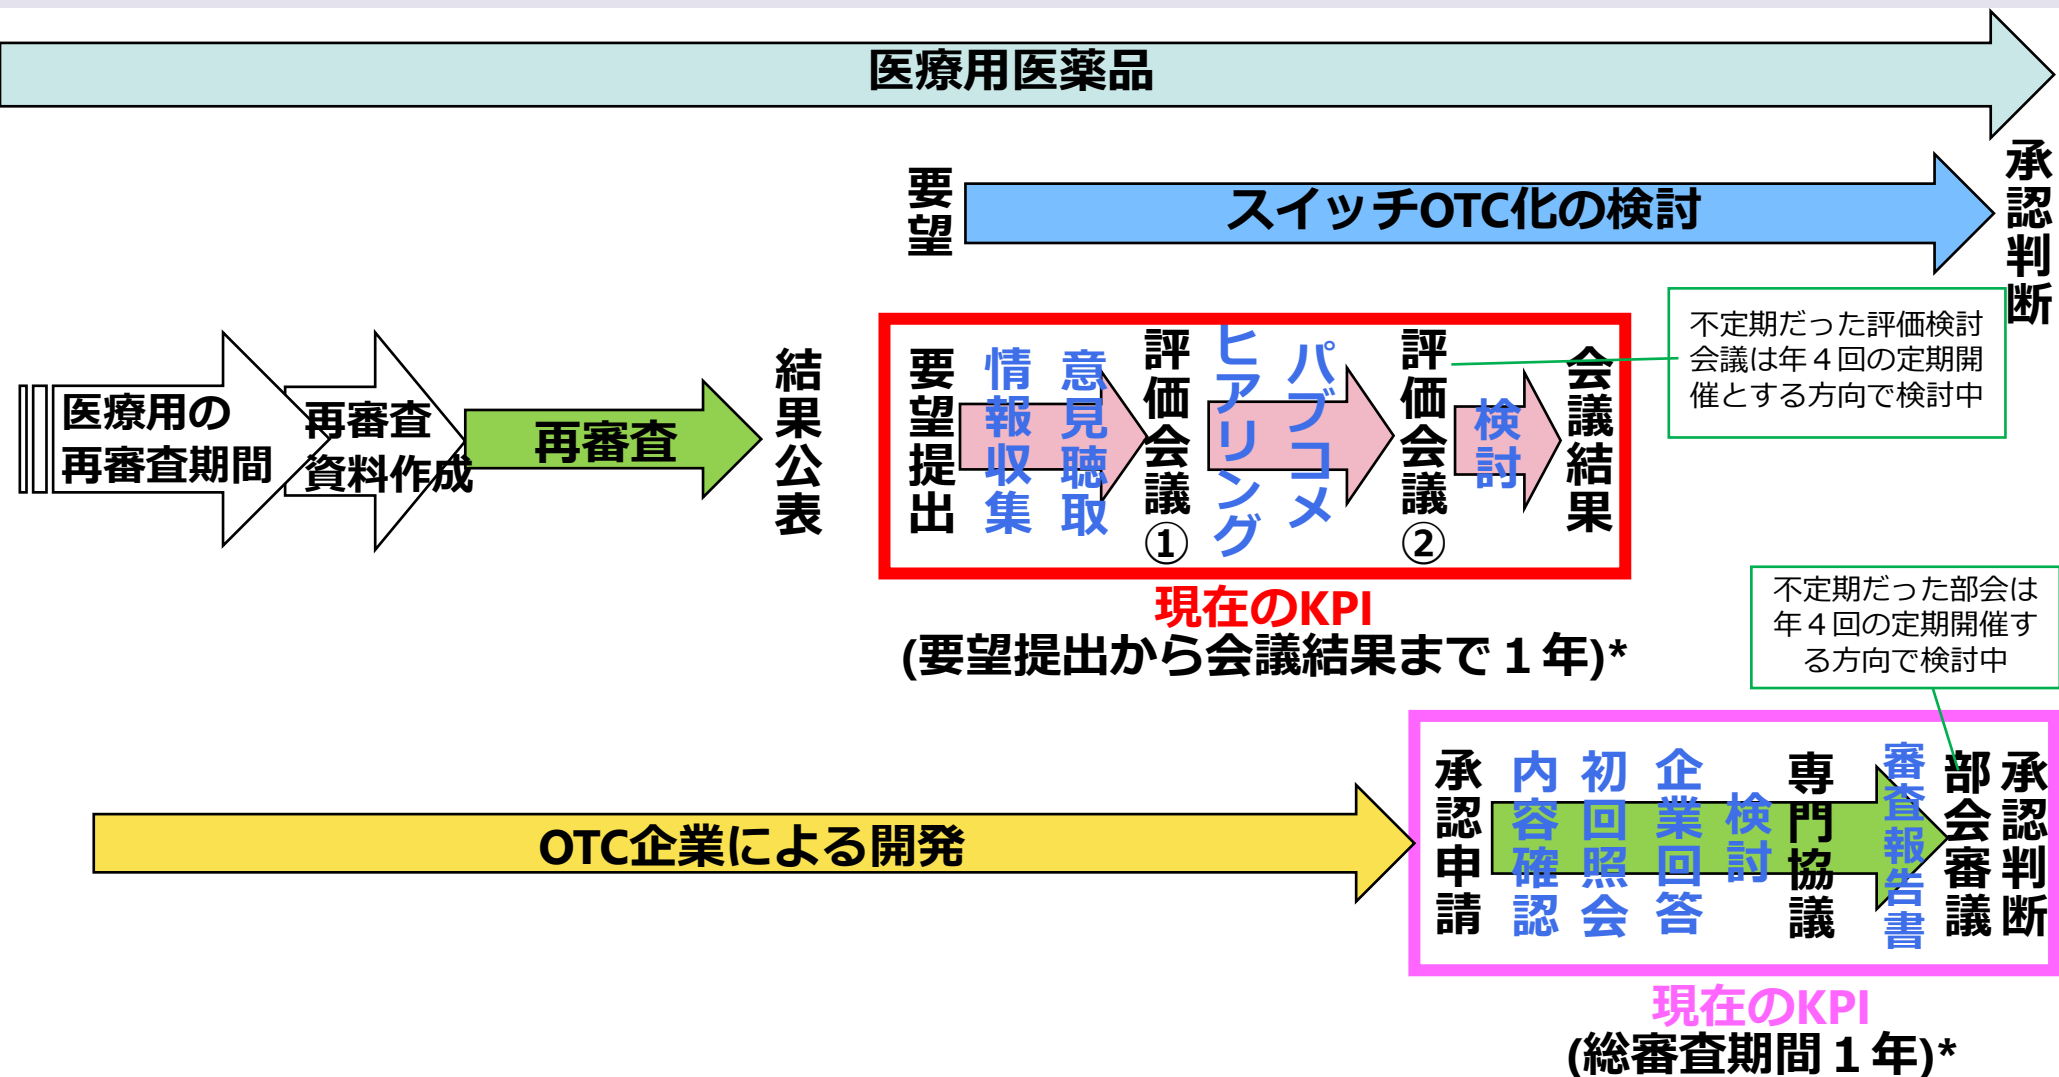 医療用医薬品
要望
スイッチOTC化の検討
承認判断
医療用の
再審査期間
再審査
資料作成
再審査
結果公表
要望提出
情報収集
意見聴取
評価会議①
ヒアリング
パブコメ
評価会議②
検討
会議結果
不定期だった評価検討
会議は年４回の定期開
催とする方向で検討中
現在のKPI
(要望提出から会議結果まで１年)*
不定期だった部会は
年４回の定期開催す
る方向で検討中
OTC企業による開発
承認申請
内容確認
初回照会
企業回答
検討
専門協議
審査報告書
部会審議
承認判断
現在のKPI
(総審査期間１年)*